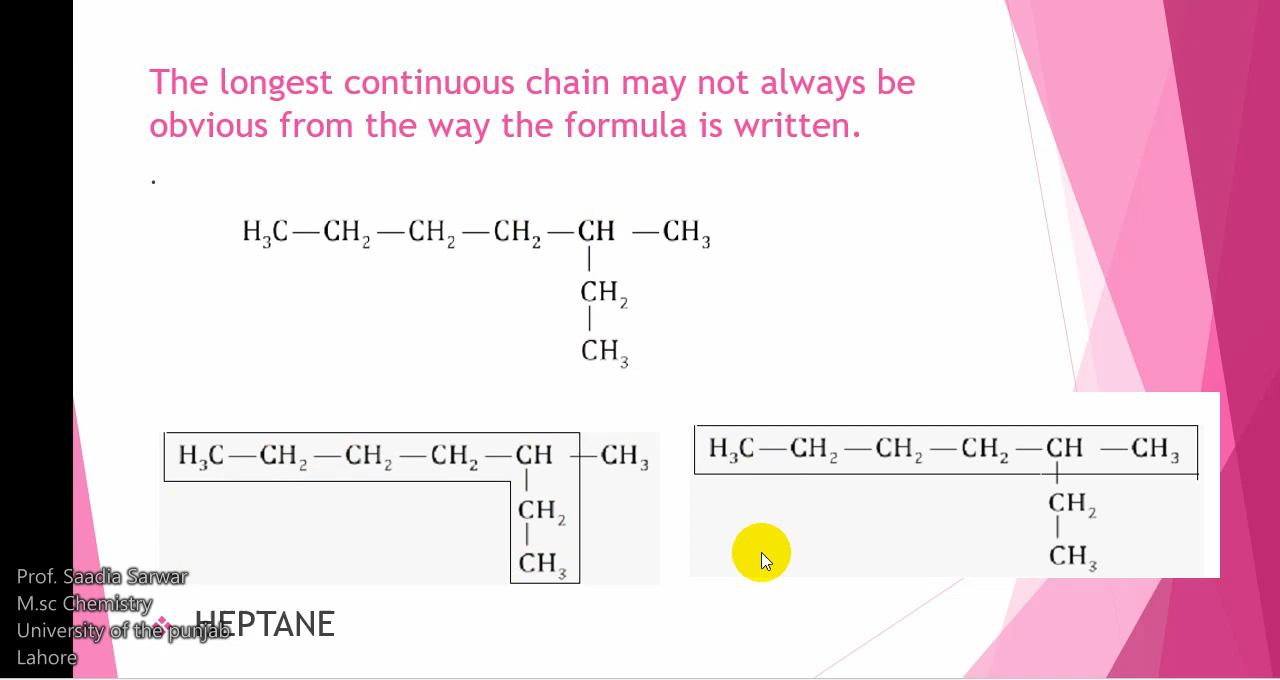 The longest continuous chain may not always be
obvious from the way the formula is written.
.
H₃C—CH₂—CH₂—CH₂—CH —CH₃
|
CH₂
|
CH₃
H₃C—CH₂—CH₂—CH₂—CH —CH₃
|
CH₂
|
CH₃
H₃C—CH₂—CH₂—CH₂—CH —CH₃
|
CH₂
|
CH₃
Prof. Saadia Sarwar
M.sc Chemistry
University of the punjab
Lahore
❖ HEPTANE